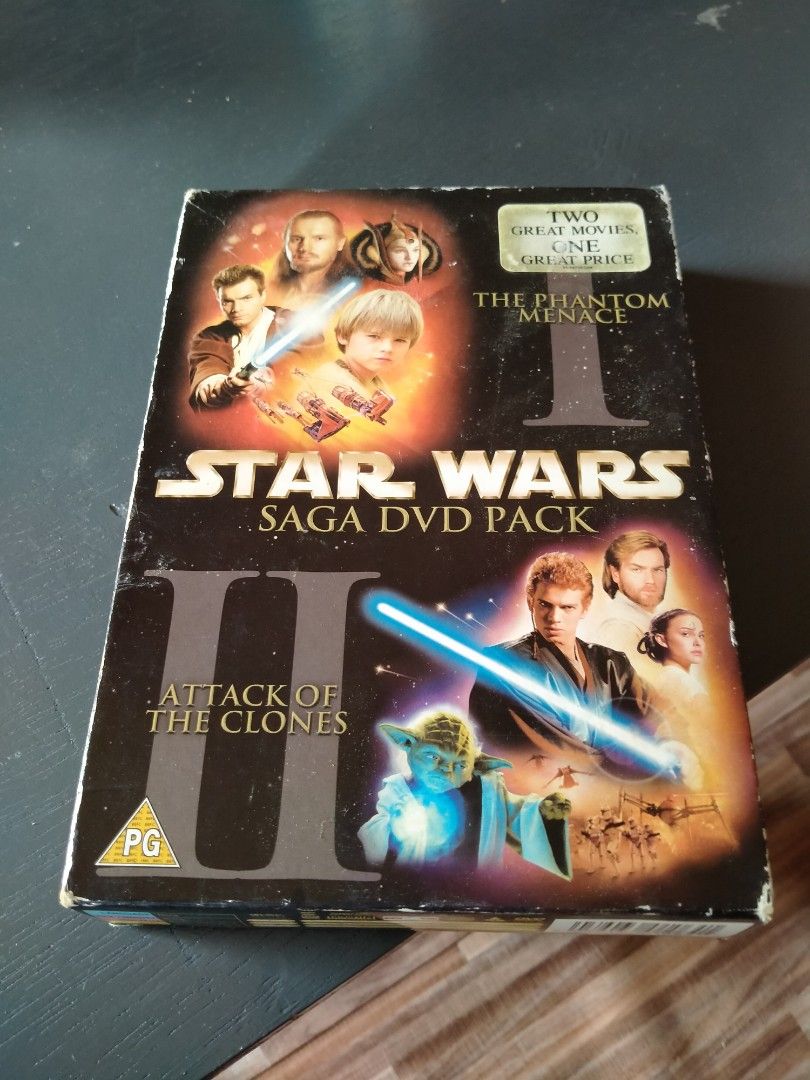 TWO
GREAT MOVIES,
ONE
GREAT PRICE
I
THE PHANTOM
MENACE
STAR WARS
SAGA DVD PACK
II
ATTACK OF
THE CLONES
PG